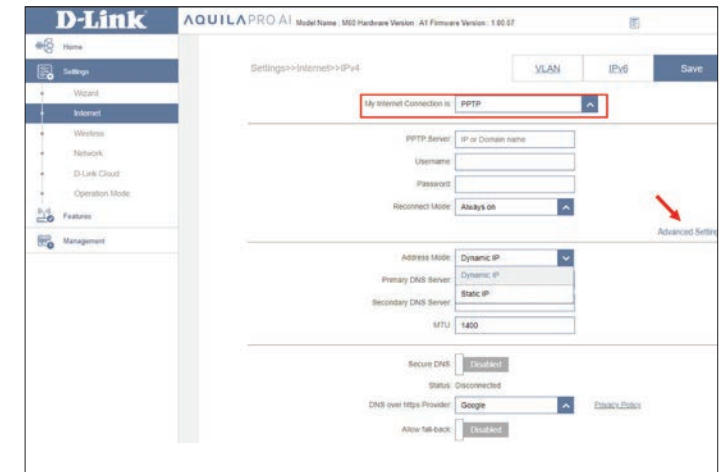 D-Link
AQUILA PRO AI Model Name : M60 Hardware Version : A1 Firmware Version : 1.00.07
Home
Settings
Wizard
Internet
Wireless
Network
D-Link Cloud
Operation Mode
Features
Management
Settings>>Internet>>IPv4
VLAN
IPv6
Save
My Internet Connection is: PPTP
PPTP Server: IP or Domain name
Username:
Password:
Reconnect Mode: Always on
Advanced Setting
Address Mode: Dynamic IP
Dynamic IP
Primary DNS Server:
Static IP
Secondary DNS Server:
MTU: 1400
Secure DNS: Disabled
Status: Disconnected
DNS over https Provider: Google
Privacy Policy
Allow fall-back: Disabled